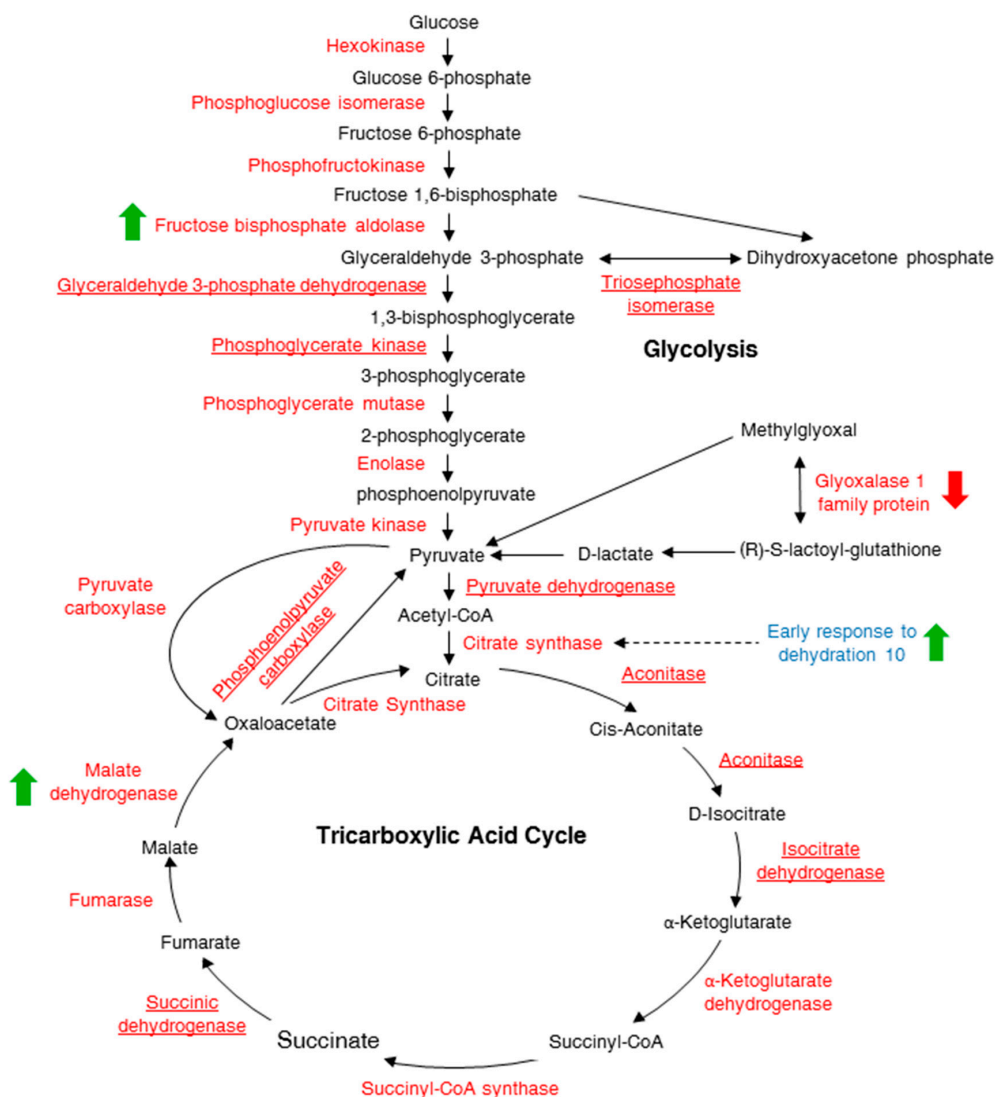 Glucose
Hexokinase
Glucose 6-phosphate
Phosphoglucose isomerase
Fructose 6-phosphate
Phosphofructokinase
Fructose 1,6-bisphosphate
Fructose bisphosphate aldolase
Glyceraldehyde 3-phosphate
Dihydroxyacetone phosphate
Glyceraldehyde 3-phosphate dehydrogenase
Triosephosphate
isomerase
1,3-bisphosphoglycerate
Phosphoglycerate kinase
Glycolysis
3-phosphoglycerate
Phosphoglycerate mutase
2-phosphoglycerate
Methylglyoxal
Enolase
Glyoxalase 1
family protein
phosphoenolpyruvate
Pyruvate kinase
Pyruvate
D-lactate
(R)-S-lactoyl-glutathione
Pyruvate
carboxylase
Phosphoenolpyruvate
carboxylase
Pyruvate dehydrogenase
Acetyl-CoA
Citrate synthase
Early response to
dehydration 10
Citrate
Aconitase
Citrate Synthase
Oxaloacetate
Cis-Aconitate
Malate
dehydrogenase
Aconitase
D-Isocitrate
Tricarboxylic Acid Cycle
Malate
Isocitrate
dehydrogenase
Fumarase
α-Ketoglutarate
Fumarate
α-Ketoglutarate
dehydrogenase
Succinic
dehydrogenase
Succinate
Succinyl-CoA
Succinyl-CoA synthase